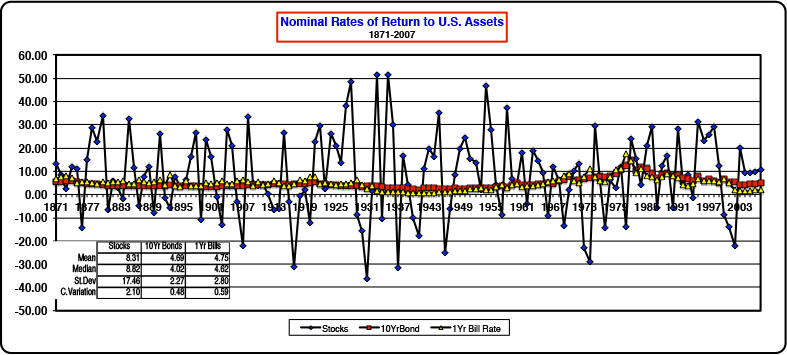 Nominal Rates of Return to U.S. Assets
1871-2007
60.00
50.00
40.00
30.00
20.00
10.00
0.00
1871 1877 1883 1889 1895 1901 1907 1913 1919 1925 1931 1937 1943 1949 1955 1961 1967 1973 1979 1985 1991 1997 2003
-10.00
-20.00
-30.00
-40.00
-50.00
Stocks 10Yr Bonds 1Yr Bills
Mean 8.31 4.69 4.75
Median 8.82 4.02 4.62
St.Dev 17.46 2.27 2.80
C.Variation 2.10 0.48 0.59
Stocks 10YrBond 1Yr Bill Rate